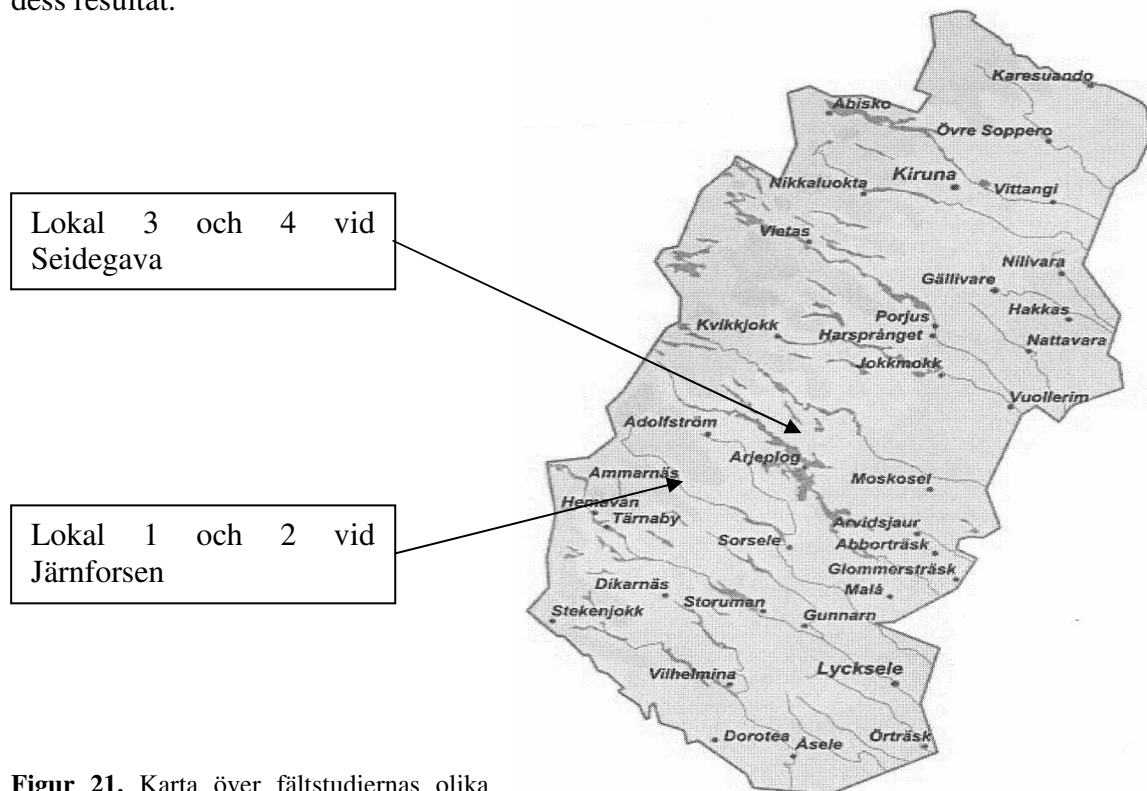 dess resultat.
Karesuando
Abisko
Övre Soppero
Kiruna
Nikkaluokta
Vittangi
Lokal 3 och 4 vid
Seidegava
Vietas
Nilivara
Gällivare
Hakkas
Porjus
Kvikkjokk
Harsprånget
Nattavara
Jokkmokk
Vuollerim
Adolfström
Arjeplog
Ammarnäs
Moskosel
Hemavan
Lokal 1 och 2 vid
Järnforsen
Tärnaby
Arvidsjaur
Sorsele
Abborträsk
Glommersträsk
Dikarnäs
Malå
Storuman
Stekenjokk
Gunnarn
Vilhelmina
Lycksele
Dorotea
Åsele
Örträsk
Figur 21. Karta över fältstudiernas olika